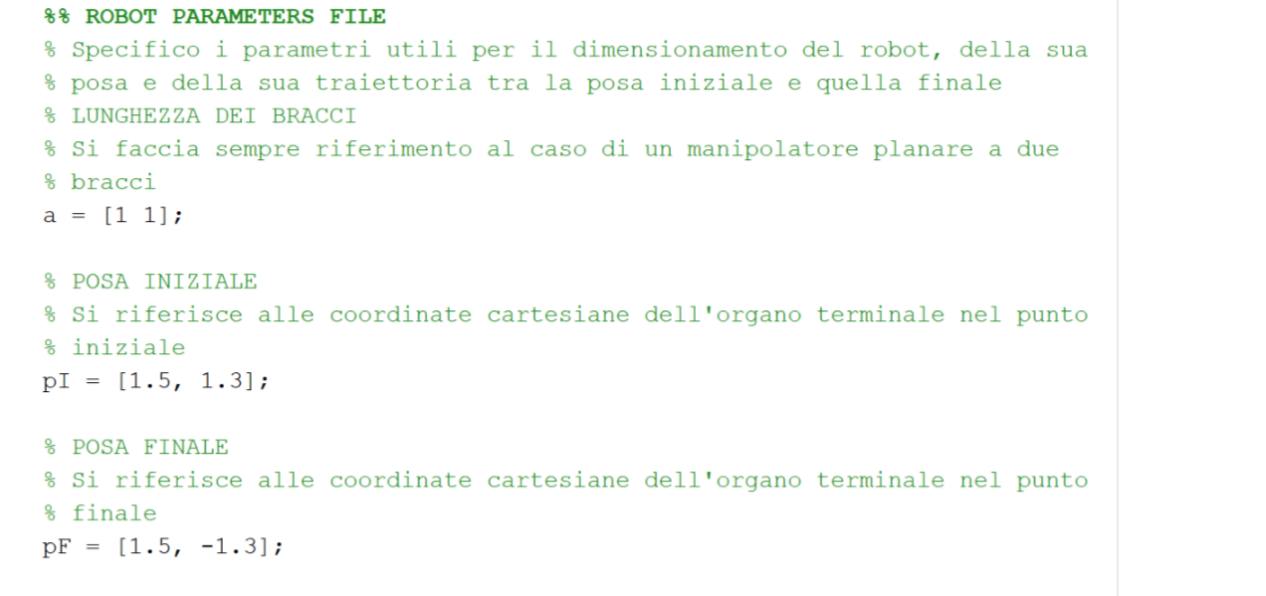 %% ROBOT PARAMETERS FILE
% Specifico i parametri utili per il dimensionamento del robot, della sua
% posa e della sua traiettoria tra la posa iniziale e quella finale
% LUNGHEZZA DEI BRACCI
% Si faccia sempre riferimento al caso di un manipolatore planare a due
% bracci
a = [1 1];
% POSA INIZIALE
% Si riferisce alle coordinate cartesiane dell'organo terminale nel punto
% iniziale
pI = [1.5, 1.3];
% POSA FINALE
% Si riferisce alle coordinate cartesiane dell'organo terminale nel punto
% finale
pF = [1.5, -1.3];